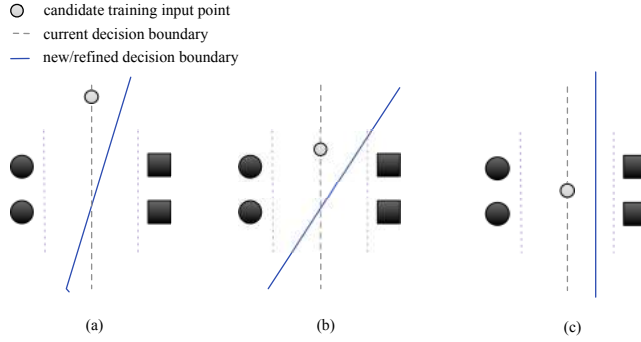 candidate training input point
current decision boundary
new/refined decision boundary
(a)
(b)
(c)